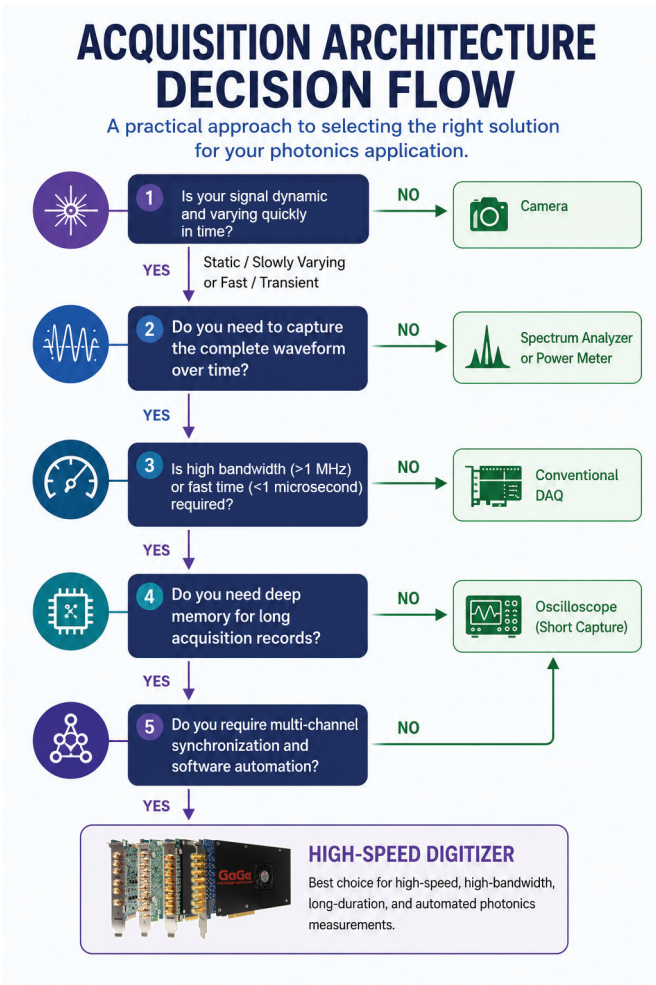 ACQUISITION ARCHITECTURE
DECISION FLOW
A practical approach to selecting the right solution
for your photonics application.
1
Is your signal dynamic
and varying quickly
in time?
NO
Camera
YES
Static / Slowly Varying
or Fast / Transient
2
Do you need to capture
the complete waveform
over time?
NO
Spectrum Analyzer
or Power Meter
YES
3
Is high bandwidth (>1 MHz)
or fast time (<1 microsecond)
required?
NO
Conventional
DAQ
YES
4
Do you need deep
memory for long
acquisition records?
NO
Oscilloscope
(Short Capture)
YES
5
Do you require multi-channel
synchronization and
software automation?
NO
YES
GaGe
HIGH-SPEED DIGITIZER
Best choice for high-speed, high-bandwidth,
long-duration, and automated photonics
measurements.